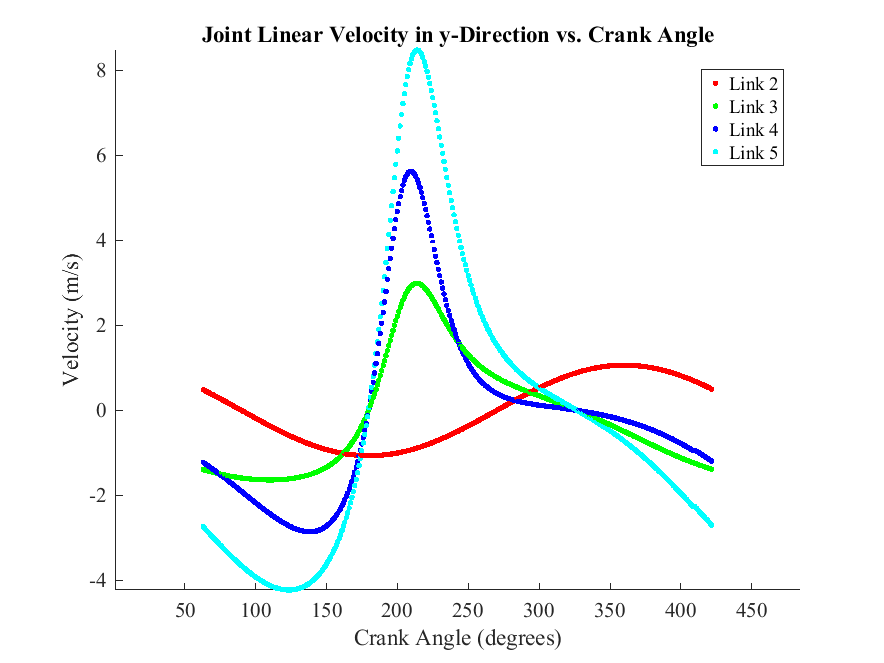 Joint Linear Velocity in y-Direction vs. Crank Angle
Link 2
Link 3
Link 4
Link 5
Velocity (m/s)
8
6
4
2
0
-2
-4
50 100 150 200 250 300 350 400 450
Crank Angle (degrees)